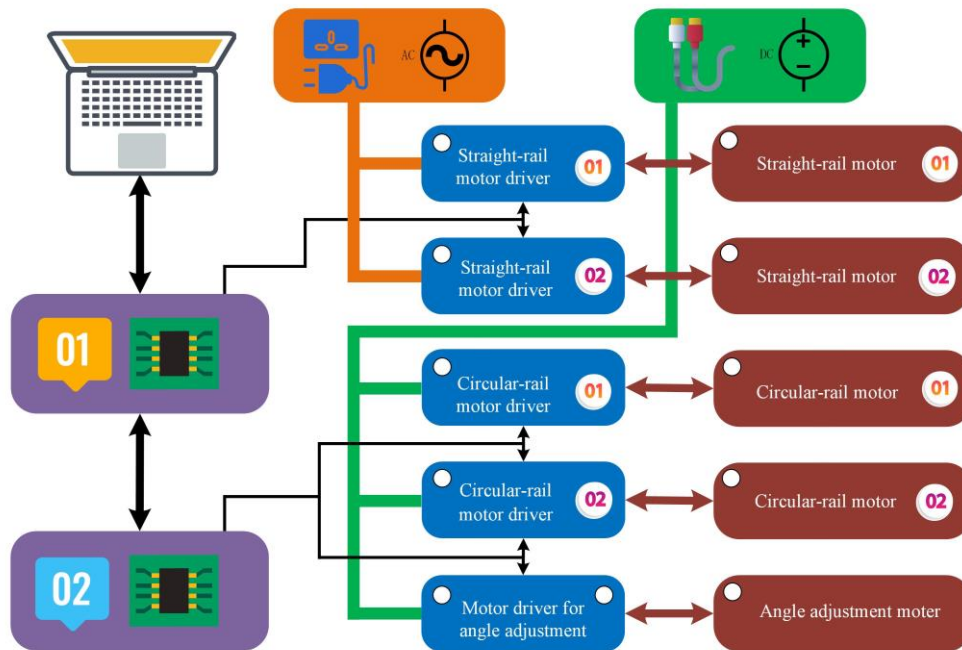 AC
DC
Straight-rail
motor driver
01
Straight-rail motor
01
Straight-rail
motor driver
02
Straight-rail motor
02
01
Circular-rail
motor driver
01
Circular-rail motor
01
Circular-rail
motor driver
02
Circular-rail motor
02
02
Motor driver for
angle adjustment
Angle adjustment moter